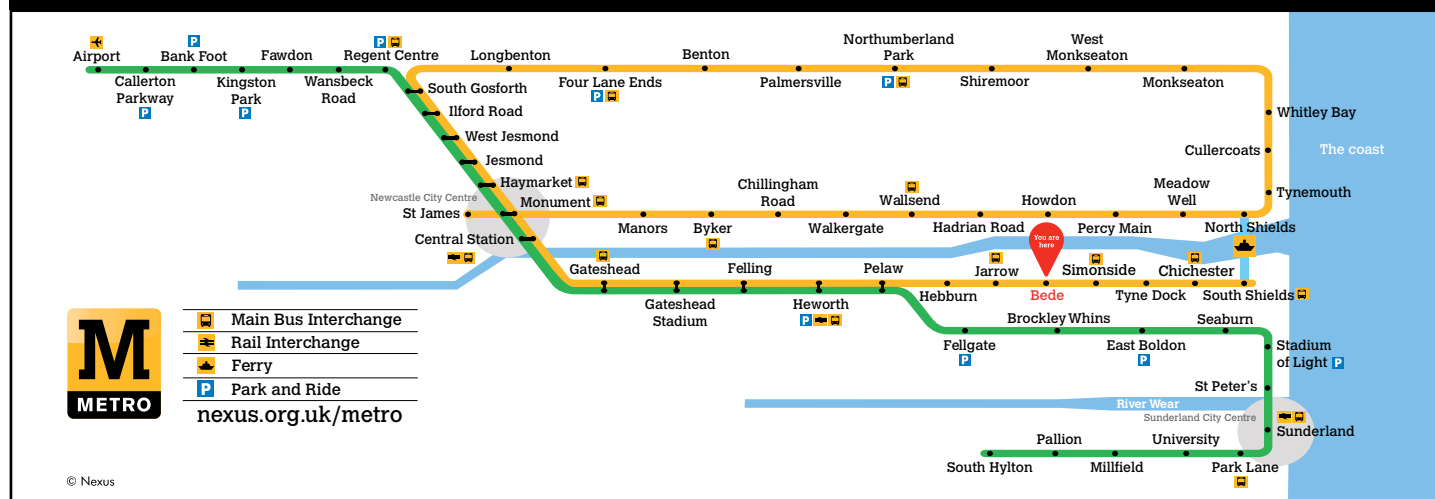 Airport
Callerton
Parkway
P
P
Bank Foot
Kingston
Park
P
Fawdon
Wansbeck
Road
P
Regent Centre
Longbenton
Four Lane Ends
P
Benton
Palmersville
Northumberland
Park
P
Shiremoor
West
Monkseaton
Monkseaton
South Gosforth
Ilford Road
West Jesmond
Jesmond
Haymarket
Newcastle City Centre
Monument
St James
Central Station
Whitley Bay
Cullercoats
The coast
Tynemouth
Manors
Byker
Chillingham
Road
Walkergate
Wallsend
Hadrian Road
Howdon
Percy Main
Meadow
Well
North Shields
You are
here
Gateshead
Gateshead
Stadium
Felling
Heworth
P
Pelaw
Hebburn
Jarrow
Bede
Simonside
Tyne Dock
Chichester
South Shields
Fellgate
P
Brockley Whins
East Boldon
P
Seaburn
Stadium
of Light P
St Peter's
River Wear
Sunderland City Centre
Sunderland
South Hylton
Pallion
Millfield
University
Park Lane
M
METRO
Main Bus Interchange
Rail Interchange
Ferry
P Park and Ride
nexus.org.uk/metro
© Nexus